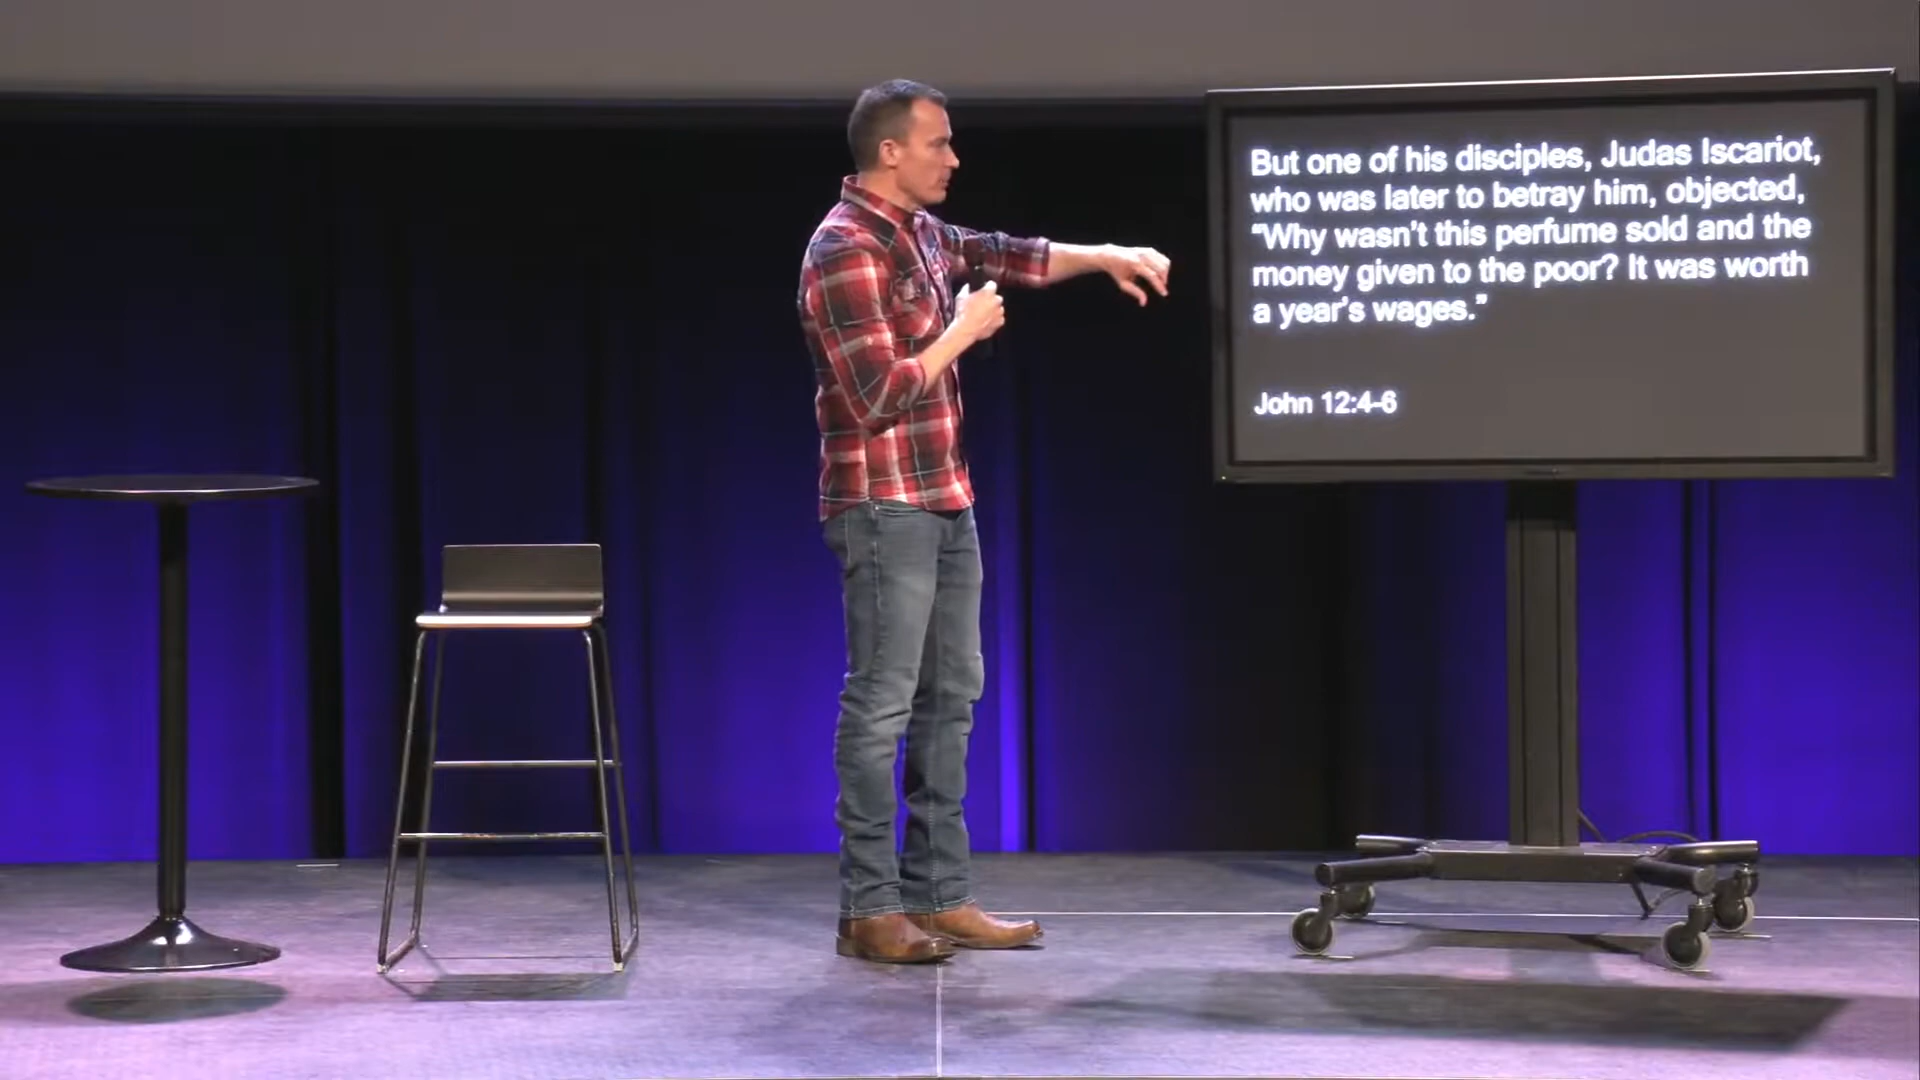 But one of his disciples, Judas Iscariot,
who was later to betray him, objected,
“Why wasn’t this perfume sold and the
money given to the poor? It was worth
a year’s wages.”
John 12:4-6